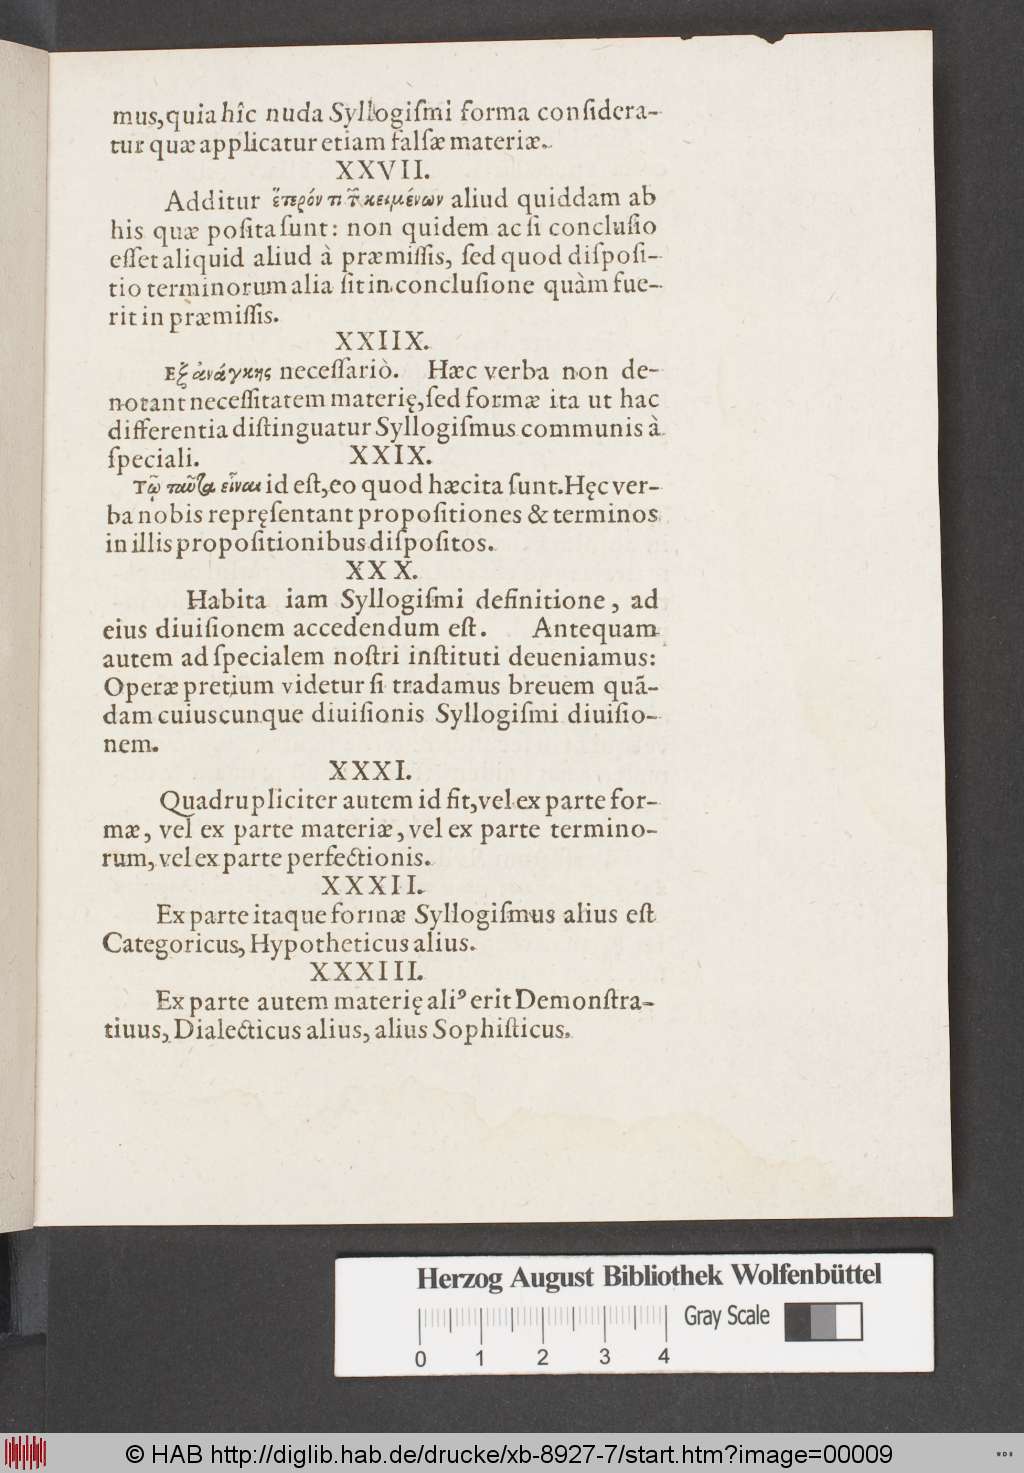 mus, quia hîc nuda Syllogiſmi forma conſidera-
tur quæ applicatur etiam falſæ materiæ.
XXVII.
Additur ἕτερόν τι τ̃ κειμένων aliud quiddam ab
his quæ poſita ſunt: non quidem ac ſi concluſio
eſſet aliquid aliud à præmiſſis, ſed quod diſpoſi-
tio terminorum alia ſit in concluſione quàm fue-
rit in præmiſſis.
XXIIX.
Εξ ἀνάγκης neceſſariò. Hæc verba non de-
notant neceſſitatem materię, ſed formæ ita ut hac
differentia diſtinguatur Syllogiſmus communis à
ſpeciali.
XXIX.
Τῳ̃ ταῦτα εἶναι id eſt, eo quod hæc ita ſunt. Hęc ver-
ba nobis repręſentant propoſitiones & terminos
in illis propoſitionibus diſpoſitos.
XXX.
Habita iam Syllogiſmi definitione, ad
eius diuiſionem accedendum eſt. Antequam
autem ad ſpecialem noſtri inſtituti deueniamus:
Operæ pretium videtur ſi tradamus breuem quã-
dam cuiuscunque diuiſionis Syllogiſmi diuiſio-
nem.
XXXI.
Quadrupliciter autem id fit, vel ex parte for-
mæ, vel ex parte materiæ, vel ex parte termino-
rum, vel ex parte perfectionis.
XXXII.
Ex parte itaque formæ Syllogiſmus alius eſt
Categoricus, Hypotheticus alius.
XXXIII.
Ex parte autem materię aliꝰ erit Demonſtra-
tiuus, Dialecticus alius, alius Sophiſticus.
Herzog August Bibliothek Wolfenbüttel
Gray Scale
0 1 2 3 4
© HAB http://diglib.hab.de/drucke/xb-8927-7/start.htm?image=00009